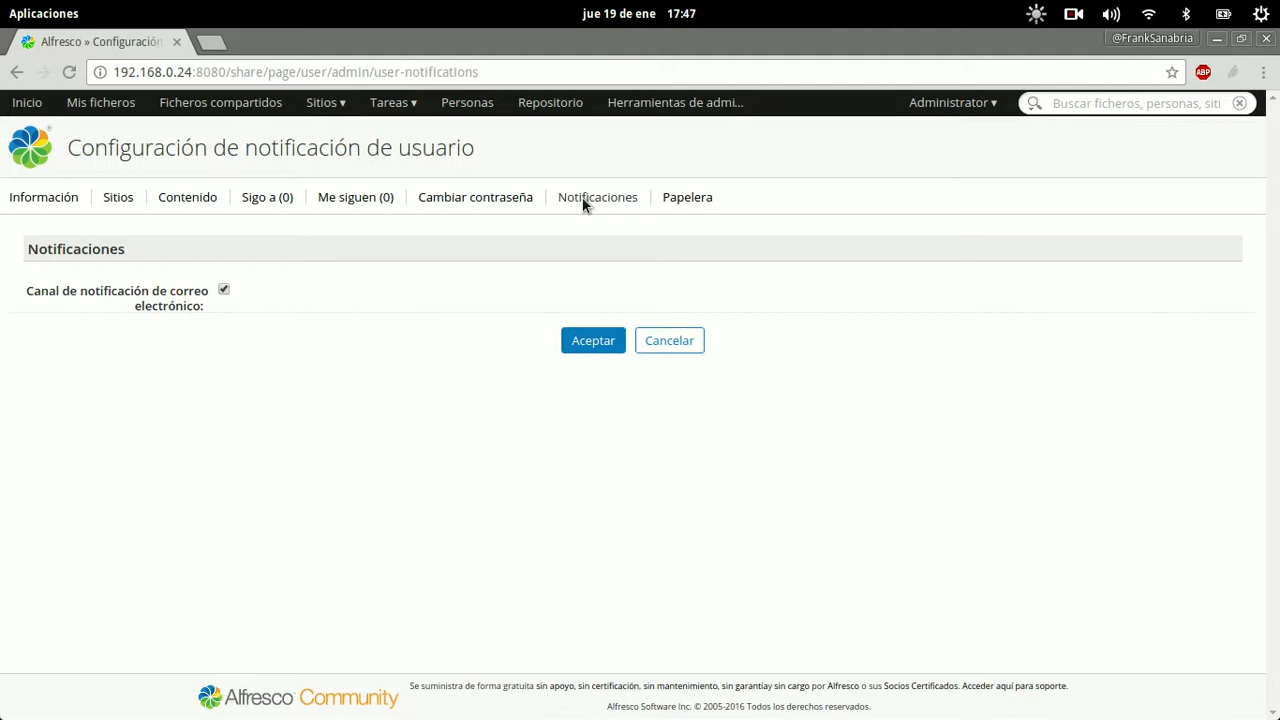 Aplicaciones jue 19 de ene 17:47
Alfresco » Configuración @FrankSanabria
192.168.0.24:8080/share/page/user/admin/user-notifications ABP
Inicio Mis ficheros Ficheros compartidos Sitios ▾ Tareas ▾ Personas Repositorio Herramientas de admi... Administrator ▾ Buscar ficheros, personas, siti
Configuración de notificación de usuario
Información Sitios Contenido Sigo a (0) Me siguen (0) Cambiar contraseña Notificaciones Papelera
Notificaciones
Canal de notificación de correo
electrónico:
Aceptar Cancelar
Alfresco Community
Se suministra de forma gratuita sin apoyo, sin certificación, sin mantenimiento, sin garantíay sin cargo por Alfresco o sus Socios Certificados. Acceder aquí para soporte.
Alfresco Software Inc. © 2005-2016 Todos los derechos reservados.